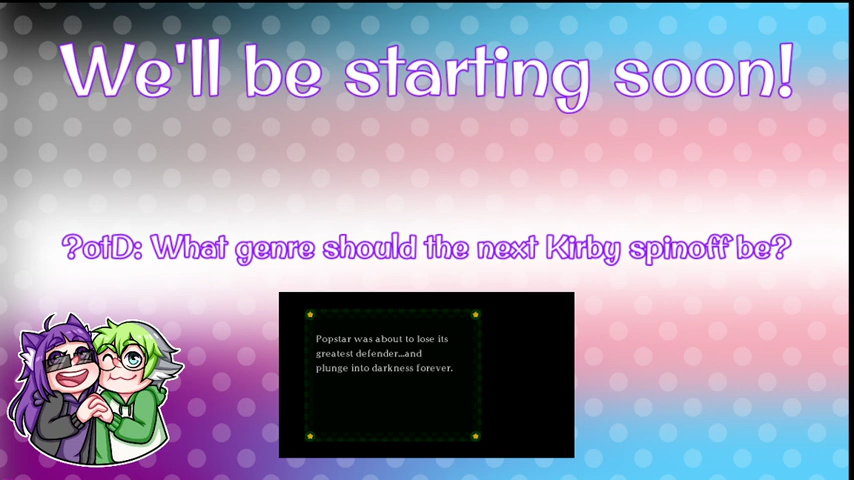 We'll be starting soon!
?otD: What genre should the next Kirby spinoff be?
Popstar was about to lose its
greatest defender...and
plunge into darkness forever.